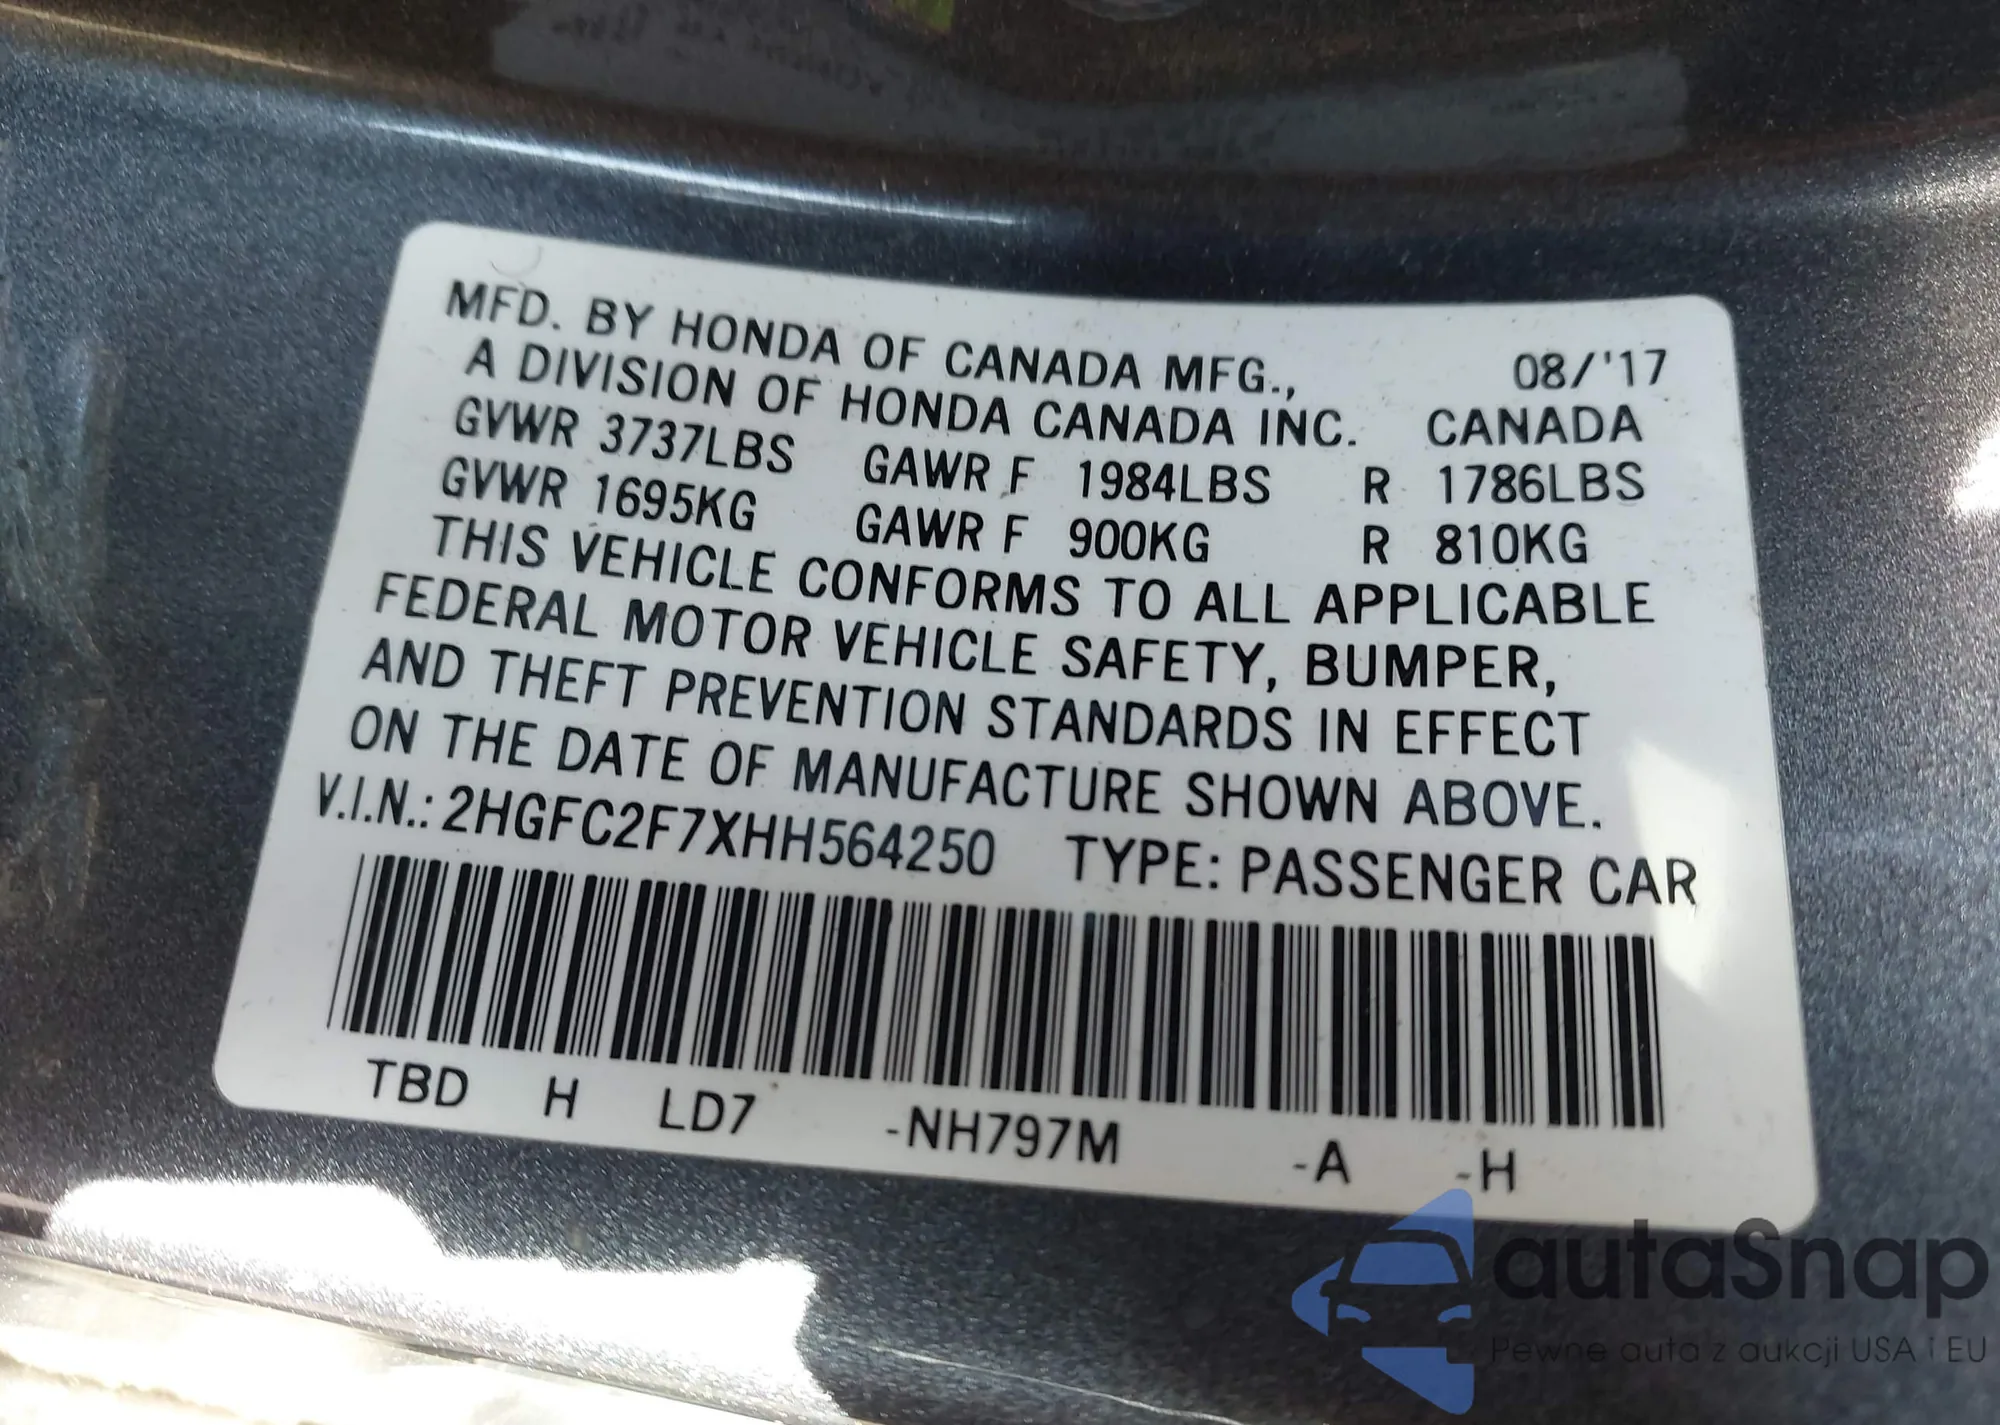 MFD. BY HONDA OF CANADA MFG., 08/'17
A DIVISION OF HONDA CANADA INC. CANADA
GVWR 3737LBS GAWR F 1984LBS R 1786LBS
GVWR 1695KG GAWR F 900KG R 810KG
THIS VEHICLE CONFORMS TO ALL APPLICABLE
FEDERAL MOTOR VEHICLE SAFETY, BUMPER,
AND THEFT PREVENTION STANDARDS IN EFFECT
ON THE DATE OF MANUFACTURE SHOWN ABOVE.
V.I.N.: 2HGFC2F7XHH564250 TYPE: PASSENGER CAR
TBD H LD7 -NH797M -A -H
autaSnap
Pewne auta z aukcji USA i EU